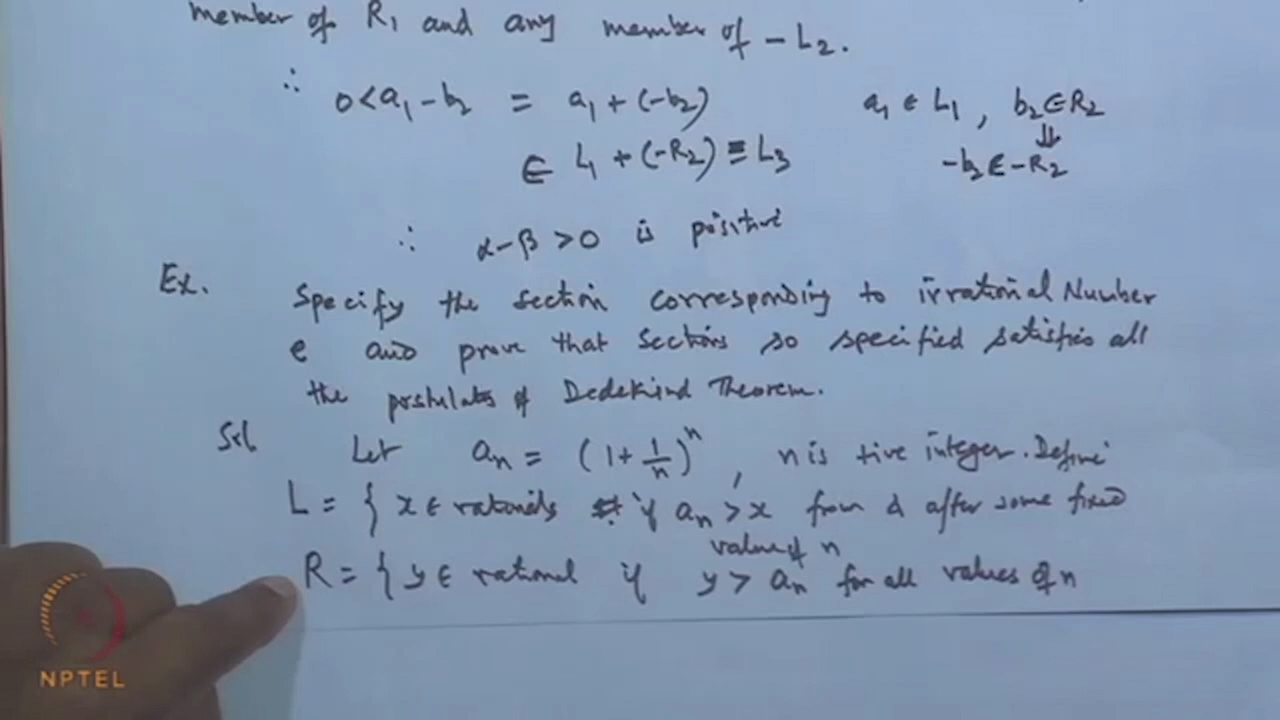 member of R₁ and any member of -L₂.
∴ 0<a₁-b₂ = a₁+(-b₂) a₁ ∈ L₁, b₂∈R₂
⇓
∈ L₁+(-R₂) ≡ L₃ -b₂∈-R₂
∴ α-β>0 is positive
Ex. Specify the section corresponding to irrational Number
e and prove that sections so specified satisfies all
the postulates of Dedekind Theorem.
Sol. Let aₙ = (1+1/n)ⁿ, n is +ive integer. Define
L = { x ∈ rationals if aₙ>x from & after some fixed
value of n
R = { y ∈ rational if y > aₙ for all values of n
NPTEL